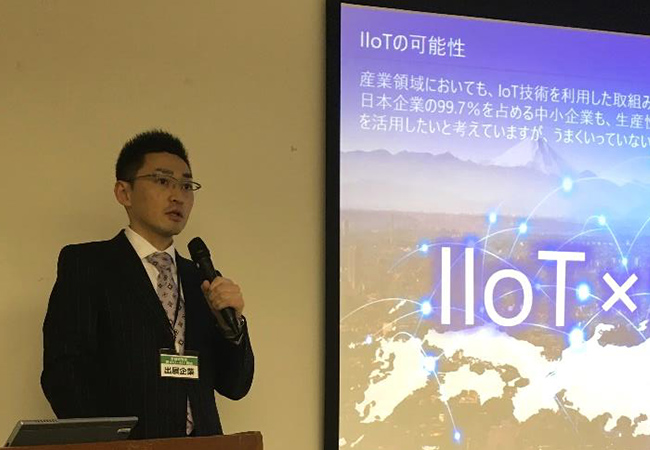 IIoTの可能性
産業領域においても、IoT技術を利用した取組み
日本企業の99.7%を占める中小企業も、生産性
を活用したいと考えていますが、うまくいっていない
IIoT×
出展企業